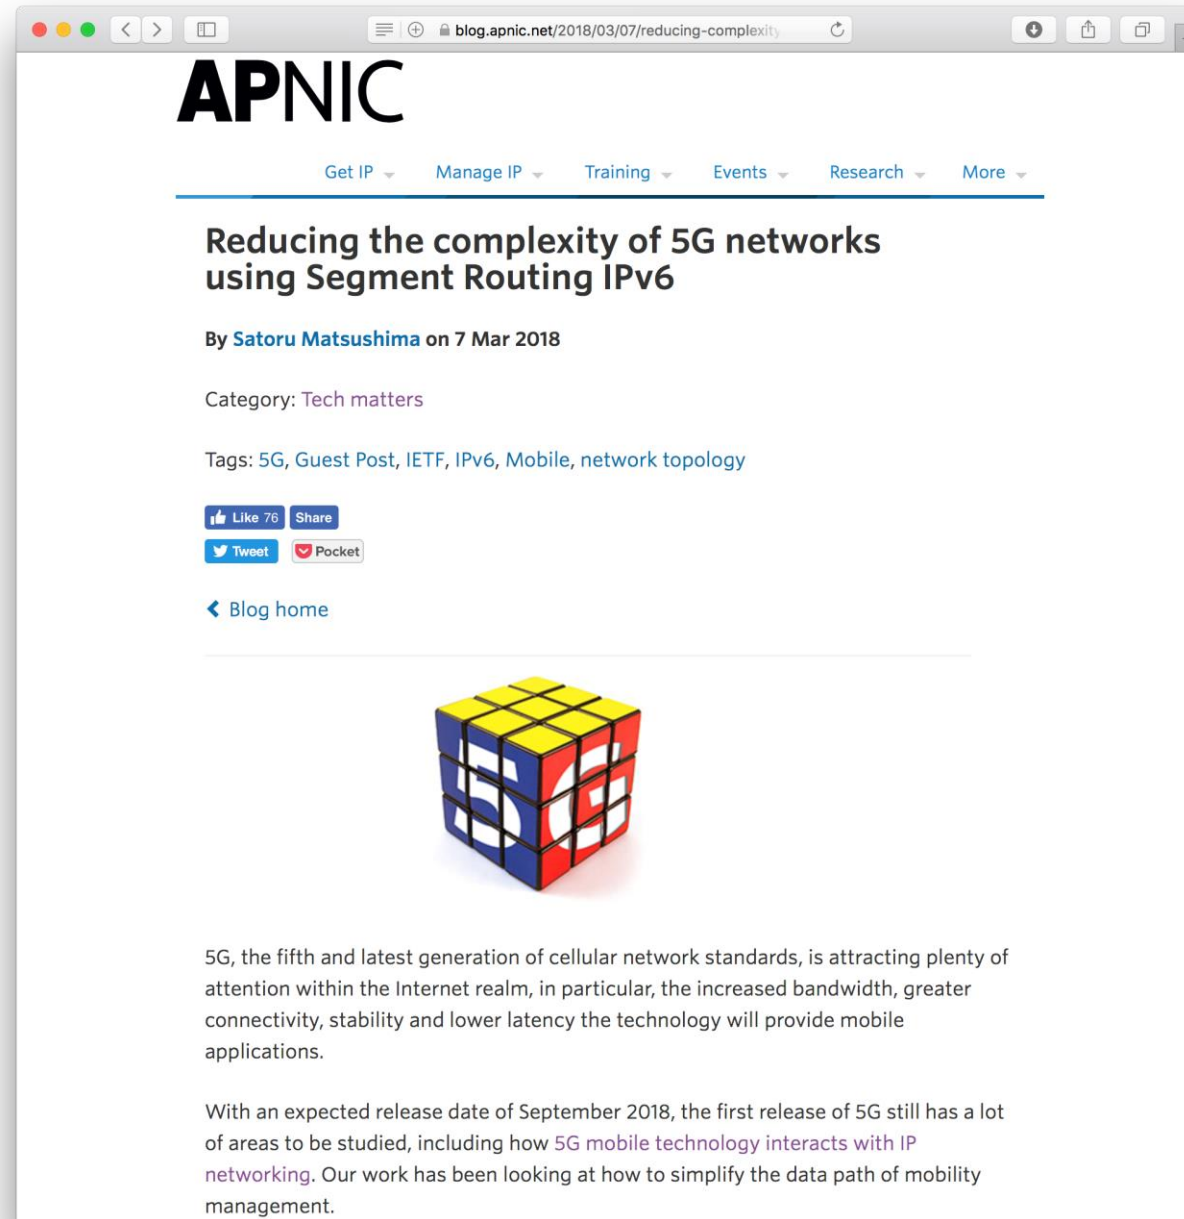 blog.apnic.net/2018/03/07/reducing-complexity
APNIC
Get IP Manage IP Training Events Research More
Reducing the complexity of 5G networks
using Segment Routing IPv6
By Satoru Matsushima on 7 Mar 2018
Category: Tech matters
Tags: 5G, Guest Post, IETF, IPv6, Mobile, network topology
Like 76 Share
Tweet Pocket
Blog home
5G
5G, the fifth and latest generation of cellular network standards, is attracting plenty of
attention within the Internet realm, in particular, the increased bandwidth, greater
connectivity, stability and lower latency the technology will provide mobile
applications.
With an expected release date of September 2018, the first release of 5G still has a lot
of areas to be studied, including how 5G mobile technology interacts with IP
networking. Our work has been looking at how to simplify the data path of mobility
management.